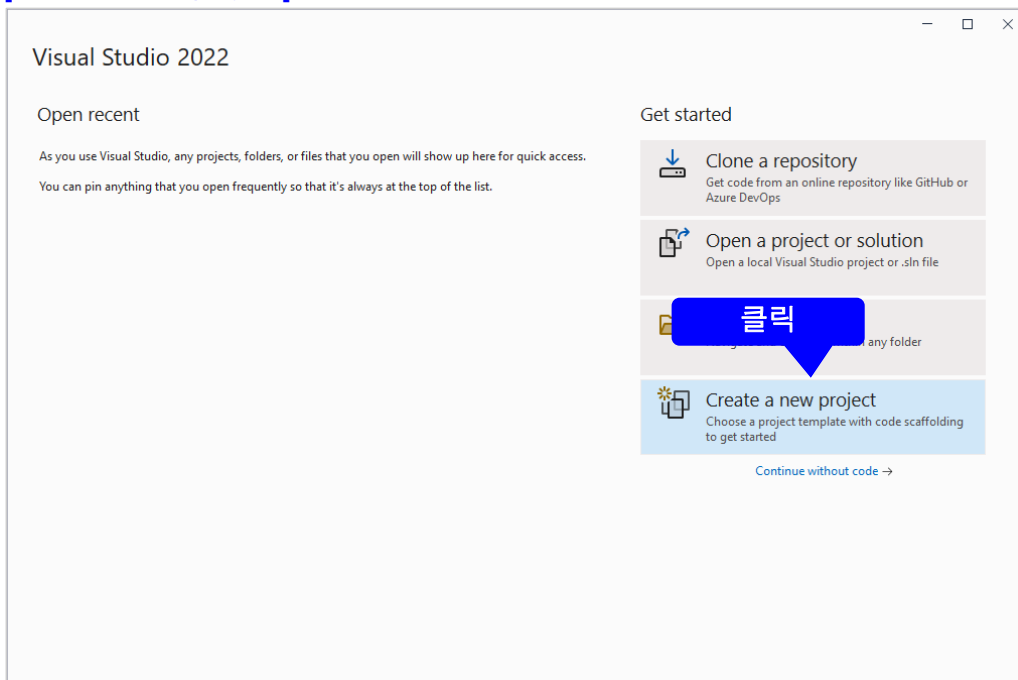 Visual Studio 2022
Open recent
As you use Visual Studio, any projects, folders, or files that you open will show up here for quick access.
You can pin anything that you open frequently so that it's always at the top of the list.
Get started
Clone a repository
Get code from an online repository like GitHub or
Azure DevOps
Open a project or solution
Open a local Visual Studio project or .sln file
클릭
any folder
Create a new project
Choose a project template with code scaffolding
to get started
Continue without code →